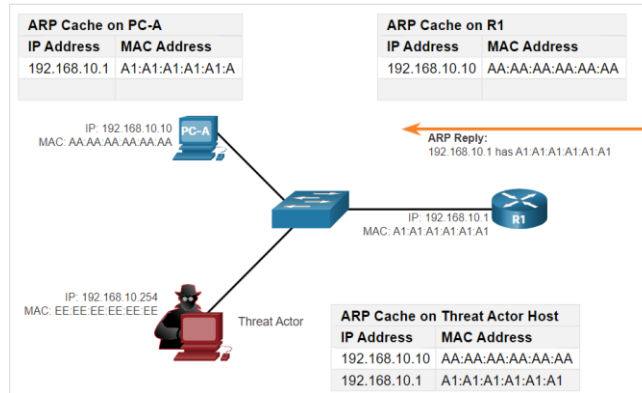 ARP Cache on PC-A
IP Address MAC Address
192.168.10.1 A1:A1:A1:A1:A1:A
ARP Cache on R1
IP Address MAC Address
192.168.10.10 AA:AA:AA:AA:AA:AA
IP: 192.168.10.10
MAC: AA:AA:AA:AA:AA:AA
PC-A
ARP Reply:
192.168.10.1 has A1:A1:A1:A1:A1:A1
IP: 192.168.10.1
MAC: A1:A1:A1:A1:A1:A1
R1
IP: 192.168.10.254
MAC: EE:EE:EE:EE:EE:EE
Threat Actor
ARP Cache on Threat Actor Host
IP Address MAC Address
192.168.10.10 AA:AA:AA:AA:AA:AA
192.168.10.1 A1:A1:A1:A1:A1:A1